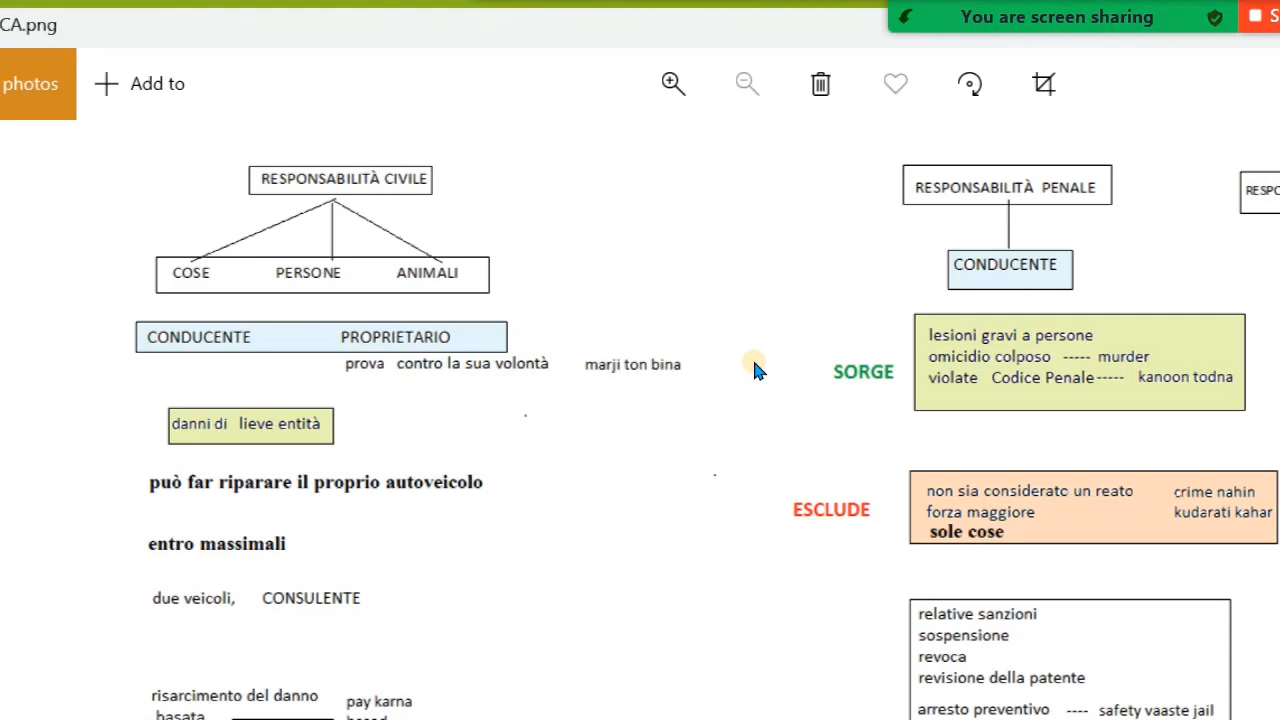 CA.png
You are screen sharing
S
photos
Add to
RESPONSABILITÀ CIVILE
COSE PERSONE ANIMALI
CONDUCENTE PROPRIETARIO
prova contro la sua volontà marji ton bina
danni di lieve entità
può far riparare il proprio autoveicolo
entro massimali
due veicoli, CONSULENTE
risarcimento del danno pay karna
basata based
RESPONSABILITÀ PENALE
CONDUCENTE
SORGE
lesioni gravi a persone
omicidio colposo ----- murder
violate Codice Penale ----- kanoon todna
ESCLUDE
non sia considerato un reato crime nahin
forza maggiore kudarati kahar
sole cose
relative sanzioni
sospensione
revoca
revisione della patente
arresto preventivo ---- safety vaaste jail
RESPO